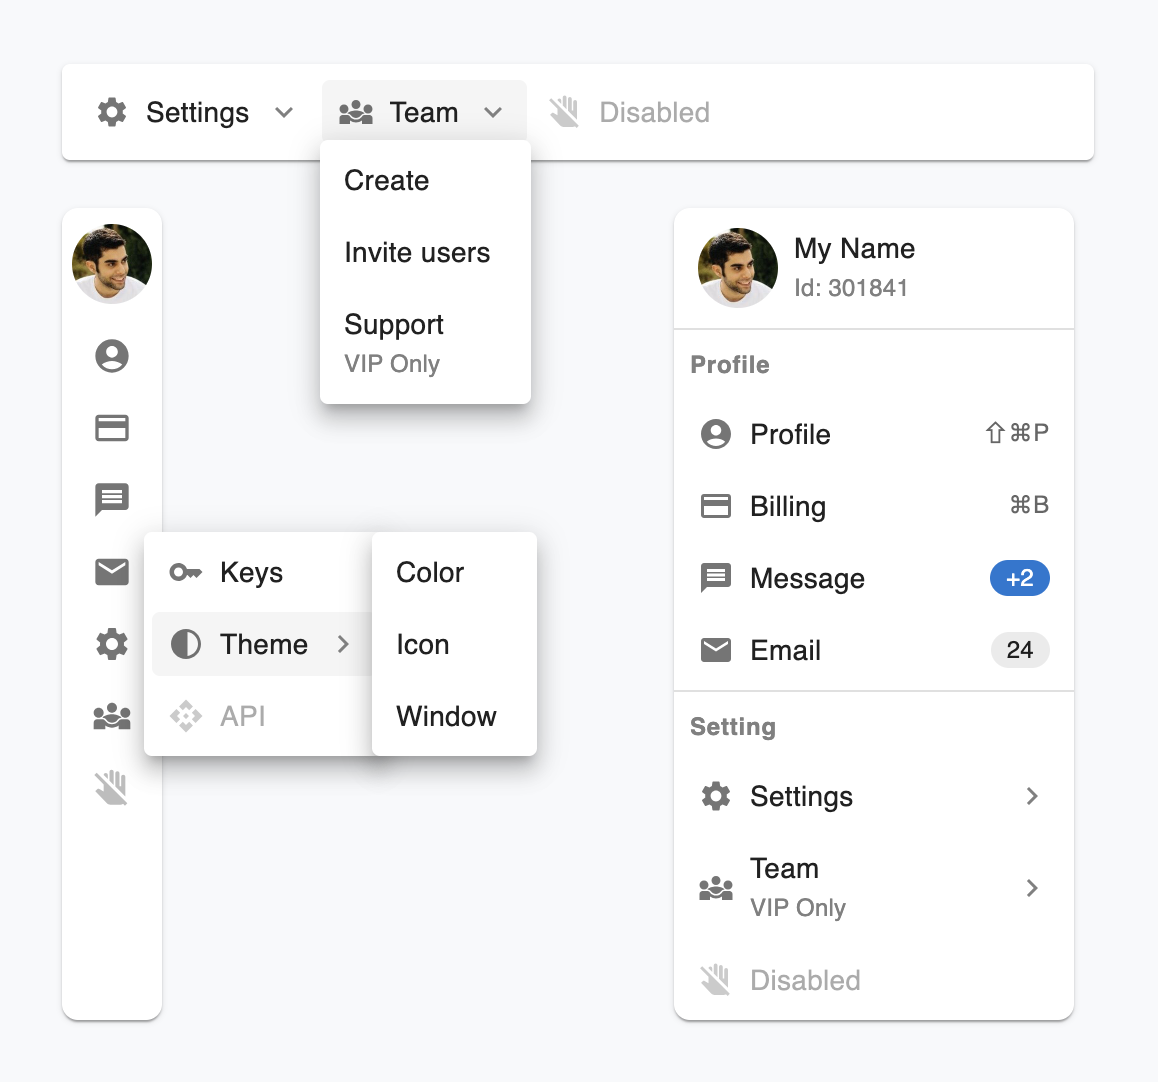 Settings
Team
Disabled
Create
Invite users
Support
VIP Only
Keys
Theme
API
Color
Icon
Window
My Name
Id: 301841
Profile
Profile ⇧⌘P
Billing ⌘B
Message +2
Email 24
Setting
Settings
Team
VIP Only
Disabled